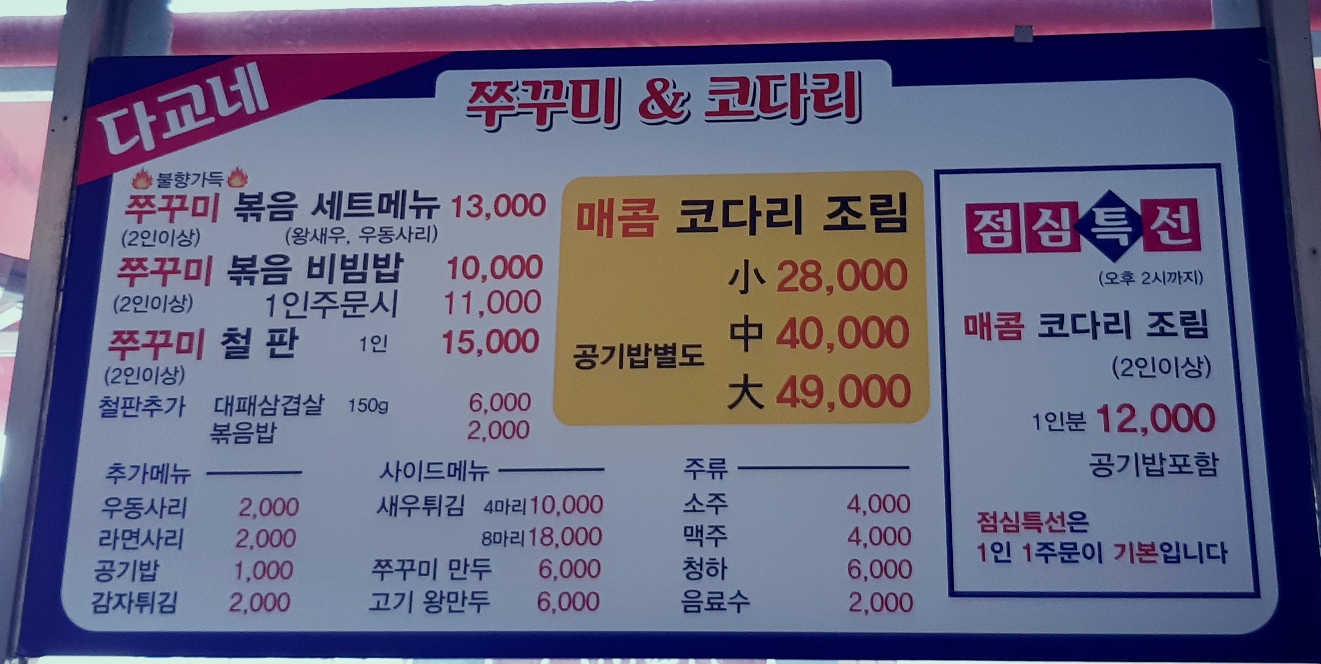 다교네
쭈꾸미 & 코다리
🔥불향가득🔥
쭈꾸미 볶음 세트메뉴 13,000
(2인이상) (왕새우, 우동사리)
쭈꾸미 볶음 비빔밥 10,000
(2인이상) 1인주문시 11,000
쭈꾸미 철 판 1인 15,000
(2인이상)
철판추가 대패삼겹살 150g 6,000
볶음밥 2,000
매콤 코다리 조림
小 28,000
中 40,000
공기밥별도
大 49,000
점심특선
(오후 2시까지)
매콤 코다리 조림
(2인이상)
1인분 12,000
공기밥포함
점심특선은
1인 1주문이 기본입니다
추가메뉴
우동사리 2,000
라면사리 2,000
공기밥 1,000
감자튀김 2,000
사이드메뉴
새우튀김 4마리 10,000
8마리 18,000
쭈꾸미 만두 6,000
고기 왕만두 6,000
주류
소주 4,000
맥주 4,000
청하 6,000
음료수 2,000